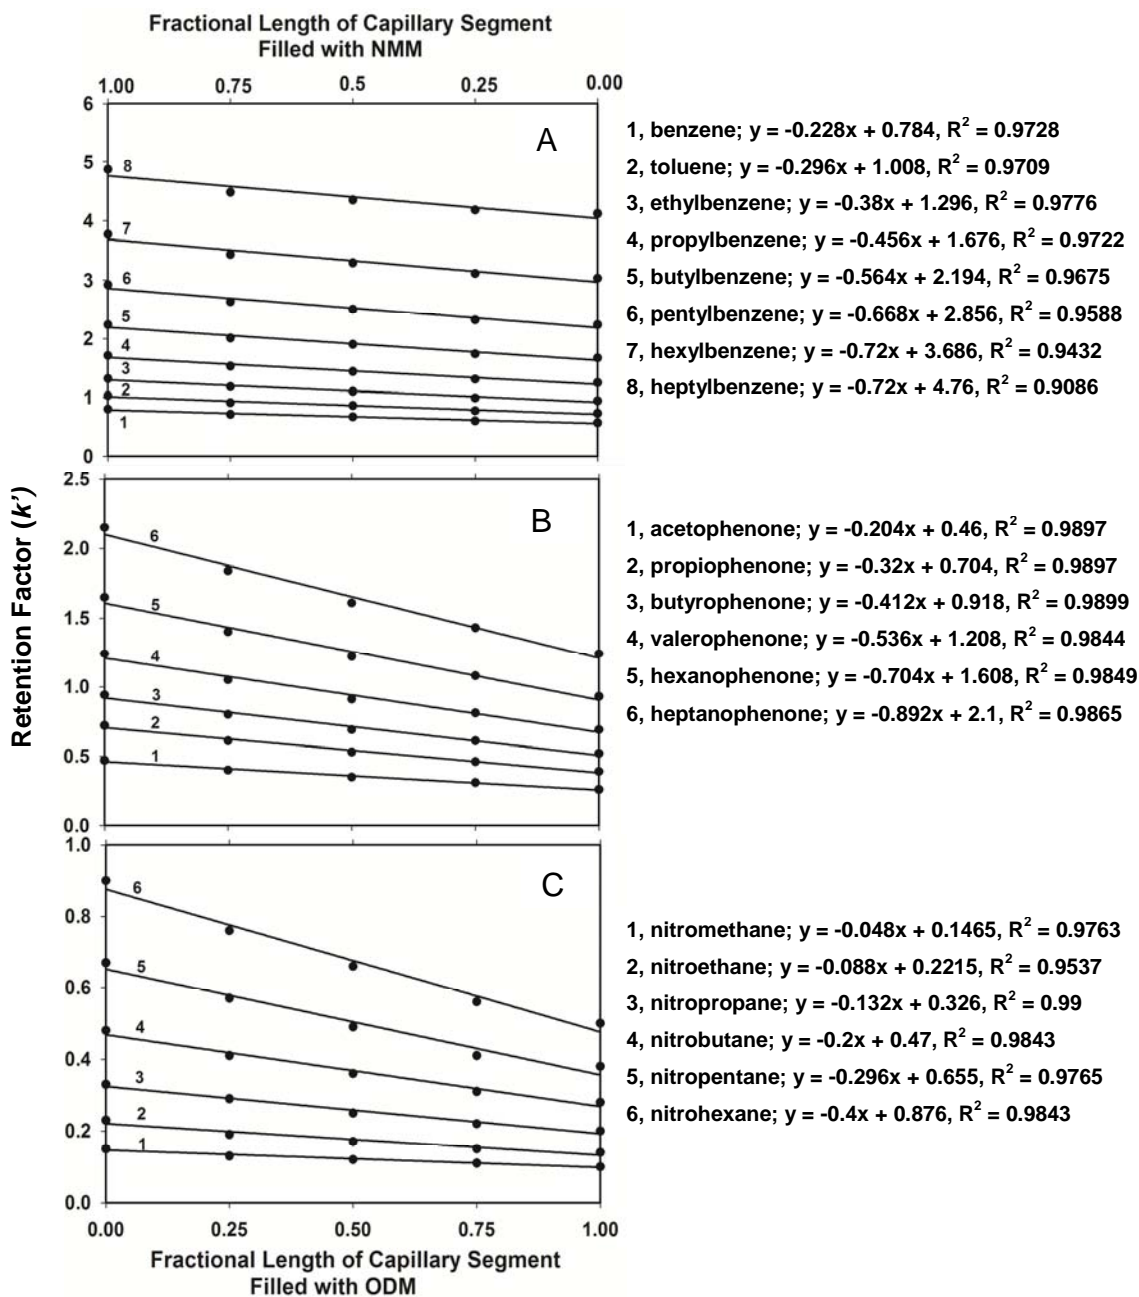 Fractional Length of Capillary Segment
Filled with NMM
1.00 0.75 0.5 0.25 0.00
6
5
4
3
2
1
0
A
8
7
6
5
4
3
2
1
1, benzene; y = -0.228x + 0.784, R² = 0.9728
2, toluene; y = -0.296x + 1.008, R² = 0.9709
3, ethylbenzene; y = -0.38x + 1.296, R² = 0.9776
4, propylbenzene; y = -0.456x + 1.676, R² = 0.9722
5, butylbenzene; y = -0.564x + 2.194, R² = 0.9675
6, pentylbenzene; y = -0.668x + 2.856, R² = 0.9588
7, hexylbenzene; y = -0.72x + 3.686, R² = 0.9432
8, heptylbenzene; y = -0.72x + 4.76, R² = 0.9086
Retention Factor (k')
2.5
2.0
1.5
1.0
0.5
0.0
B
6
5
4
3
2
1
1, acetophenone; y = -0.204x + 0.46, R² = 0.9897
2, propiophenone; y = -0.32x + 0.704, R² = 0.9897
3, butyrophenone; y = -0.412x + 0.918, R² = 0.9899
4, valerophenone; y = -0.536x + 1.208, R² = 0.9844
5, hexanophenone; y = -0.704x + 1.608, R² = 0.9849
6, heptanophenone; y = -0.892x + 2.1, R² = 0.9865
1.0
0.8
0.6
0.4
0.2
0.0
C
6
5
4
3
2
1
1, nitromethane; y = -0.048x + 0.1465, R² = 0.9763
2, nitroethane; y = -0.088x + 0.2215, R² = 0.9537
3, nitropropane; y = -0.132x + 0.326, R² = 0.99
4, nitrobutane; y = -0.2x + 0.47, R² = 0.9843
5, nitropentane; y = -0.296x + 0.655, R² = 0.9765
6, nitrohexane; y = -0.4x + 0.876, R² = 0.9843
0.00 0.25 0.50 0.75 1.00
Fractional Length of Capillary Segment
Filled with ODM